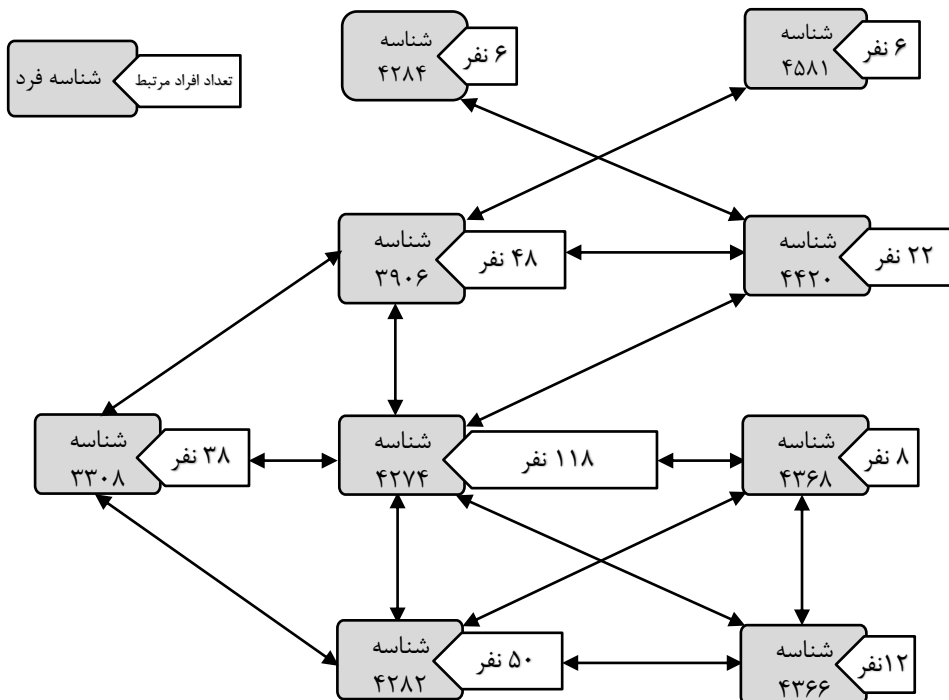 شناسه فرد
تعداد افراد مرتبط
شناسه
۴۲۸۴
۶ نفر
شناسه
۴۵۸۱
۶ نفر
شناسه
۳۹۰۶
۴۸ نفر
شناسه
۴۴۲۰
۲۲ نفر
شناسه
۳۳۰۸
۳۸ نفر
شناسه
۴۲۷۴
۱۱۸ نفر
شناسه
۴۳۶۸
۸ نفر
شناسه
۴۲۸۲
۵۰ نفر
شناسه
۴۳۶۶
۱۲نفر